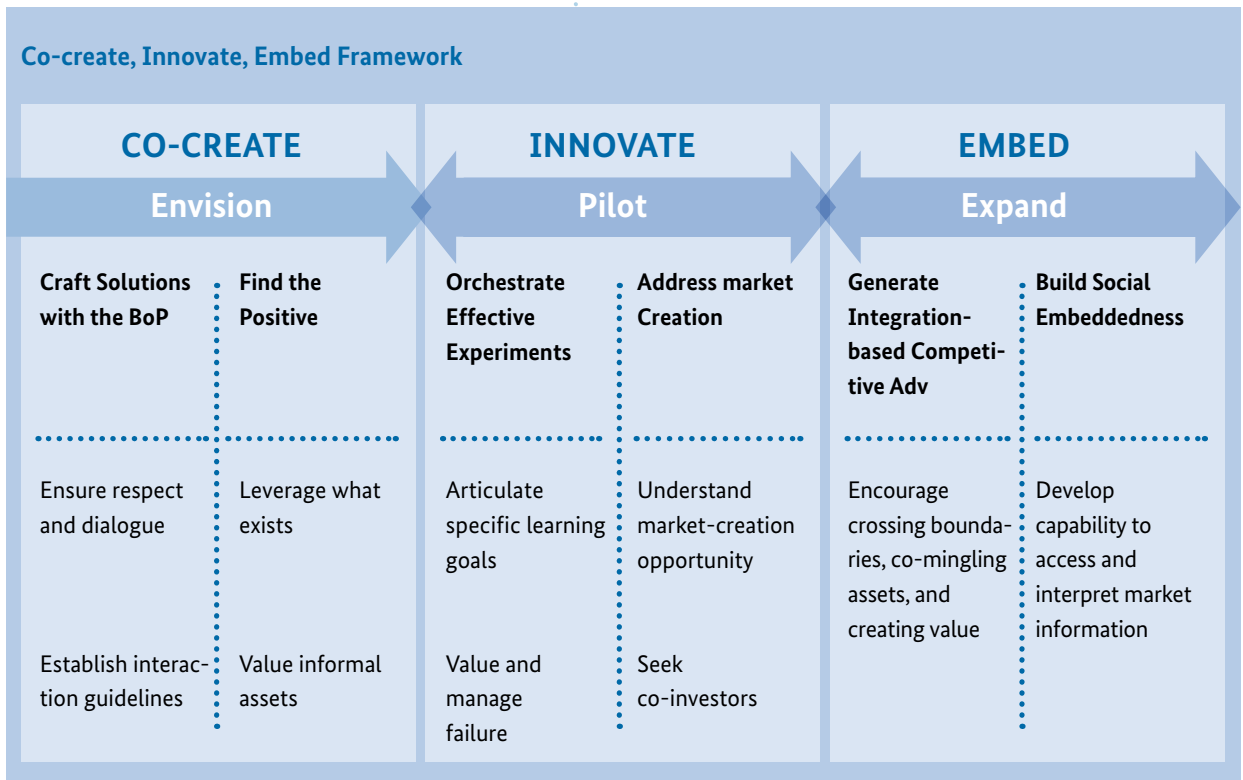 Co-create, Innovate, Embed Framework
CO-CREATE
Envision
Craft Solutions
with the BoP
Find the
Positive
Ensure respect
and dialogue
Leverage what
exists
Establish interac-
tion guidelines
Value informal
assets
INNOVATE
Pilot
Orchestrate
Effective
Experiments
Address market
Creation
Articulate
specific learning
goals
Understand
market-creation
opportunity
Value and
manage
failure
Seek
co-investors
EMBED
Expand
Generate
Integration-
based Competi-
tive Adv
Build Social
Embeddedness
Encourage
crossing bounda-
ries, co-mingling
assets, and
creating value
Develop
capability to
access and
interpret market
information